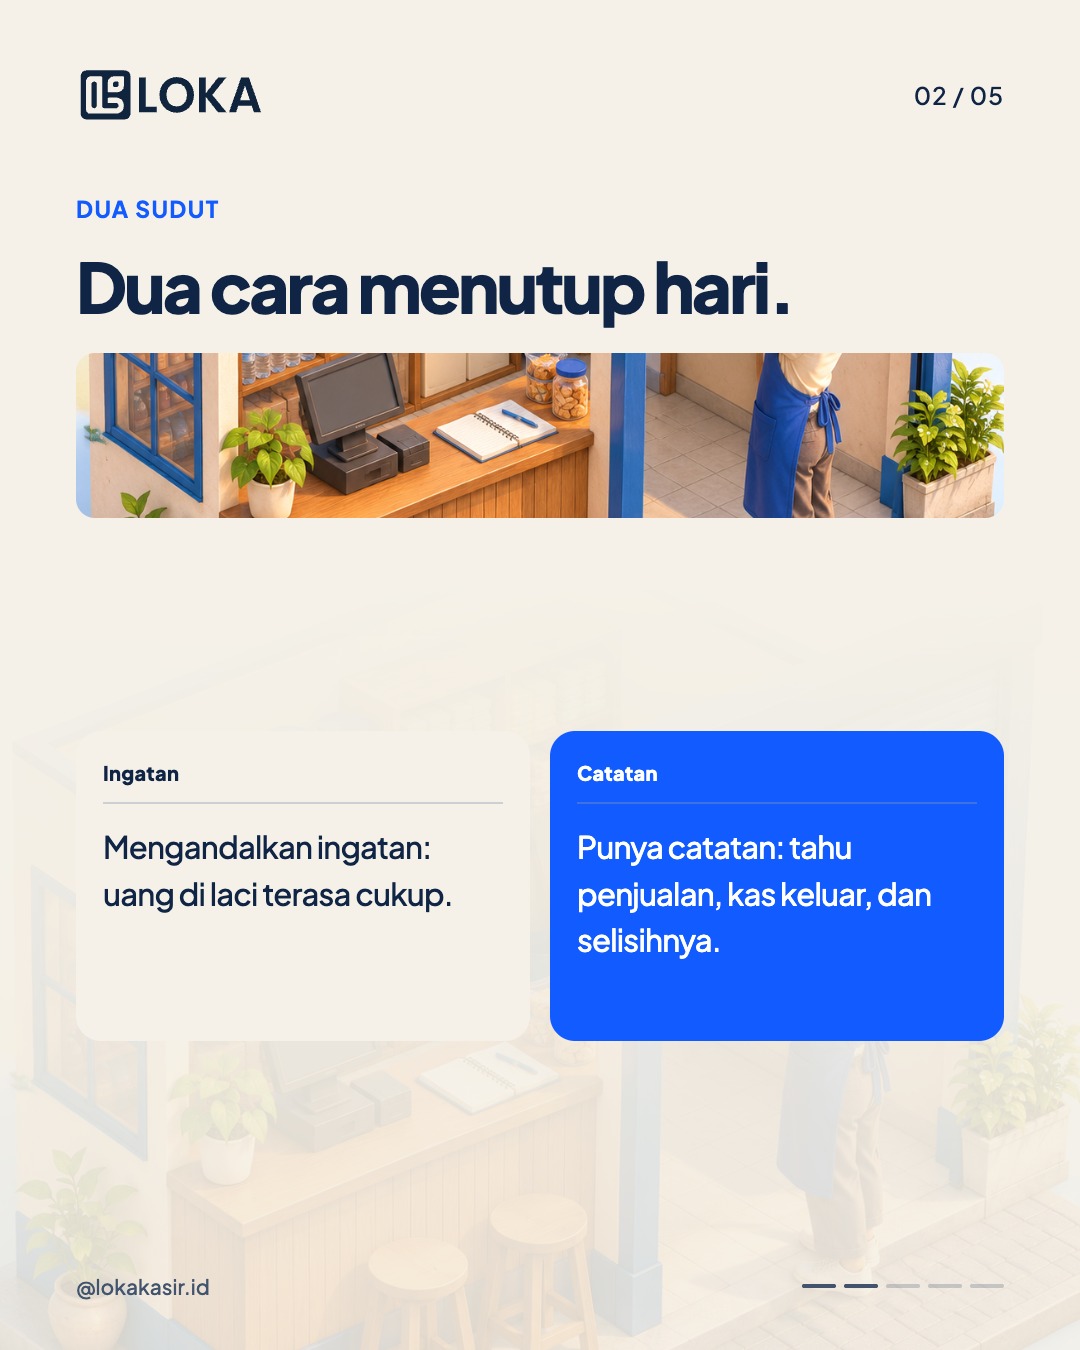 LOKA
02 / 05
DUA SUDUT
Dua cara menutup hari.
Ingatan
Mengandalkan ingatan:
uang di laci terasa cukup.
Catatan
Punya catatan: tahu
penjualan, kas keluar, dan
selisihnya.
@lokakasir.id